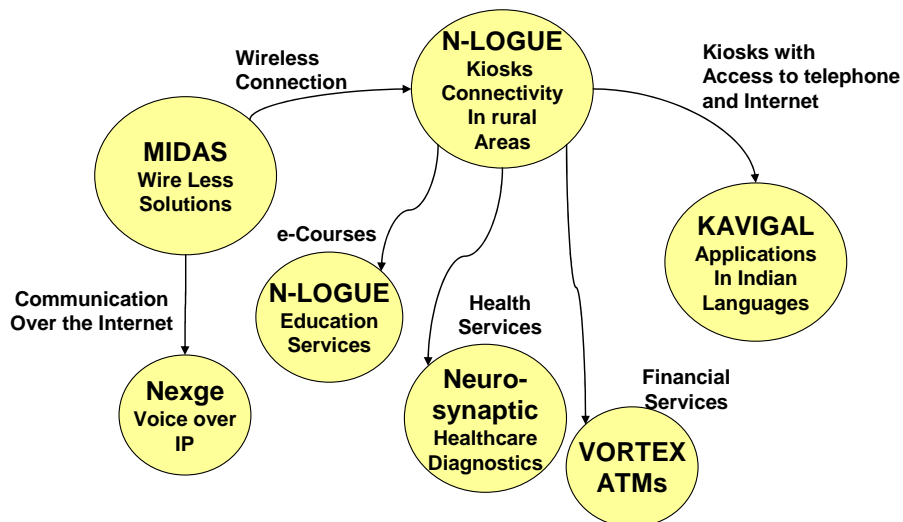 N-LOGUE
Kiosks
Connectivity
In rural
Areas
Wireless
Connection
Kiosks with
Access to telephone
and Internet
MIDAS
Wire Less
Solutions
KAVIGAL
Applications
In Indian
Languages
e-Courses
N-LOGUE
Education
Services
Communication
Over the Internet
Health
Services
Nexge
Voice over
IP
Neuro-
synaptic
Healthcare
Diagnostics
Financial
Services
VORTEX
ATMs